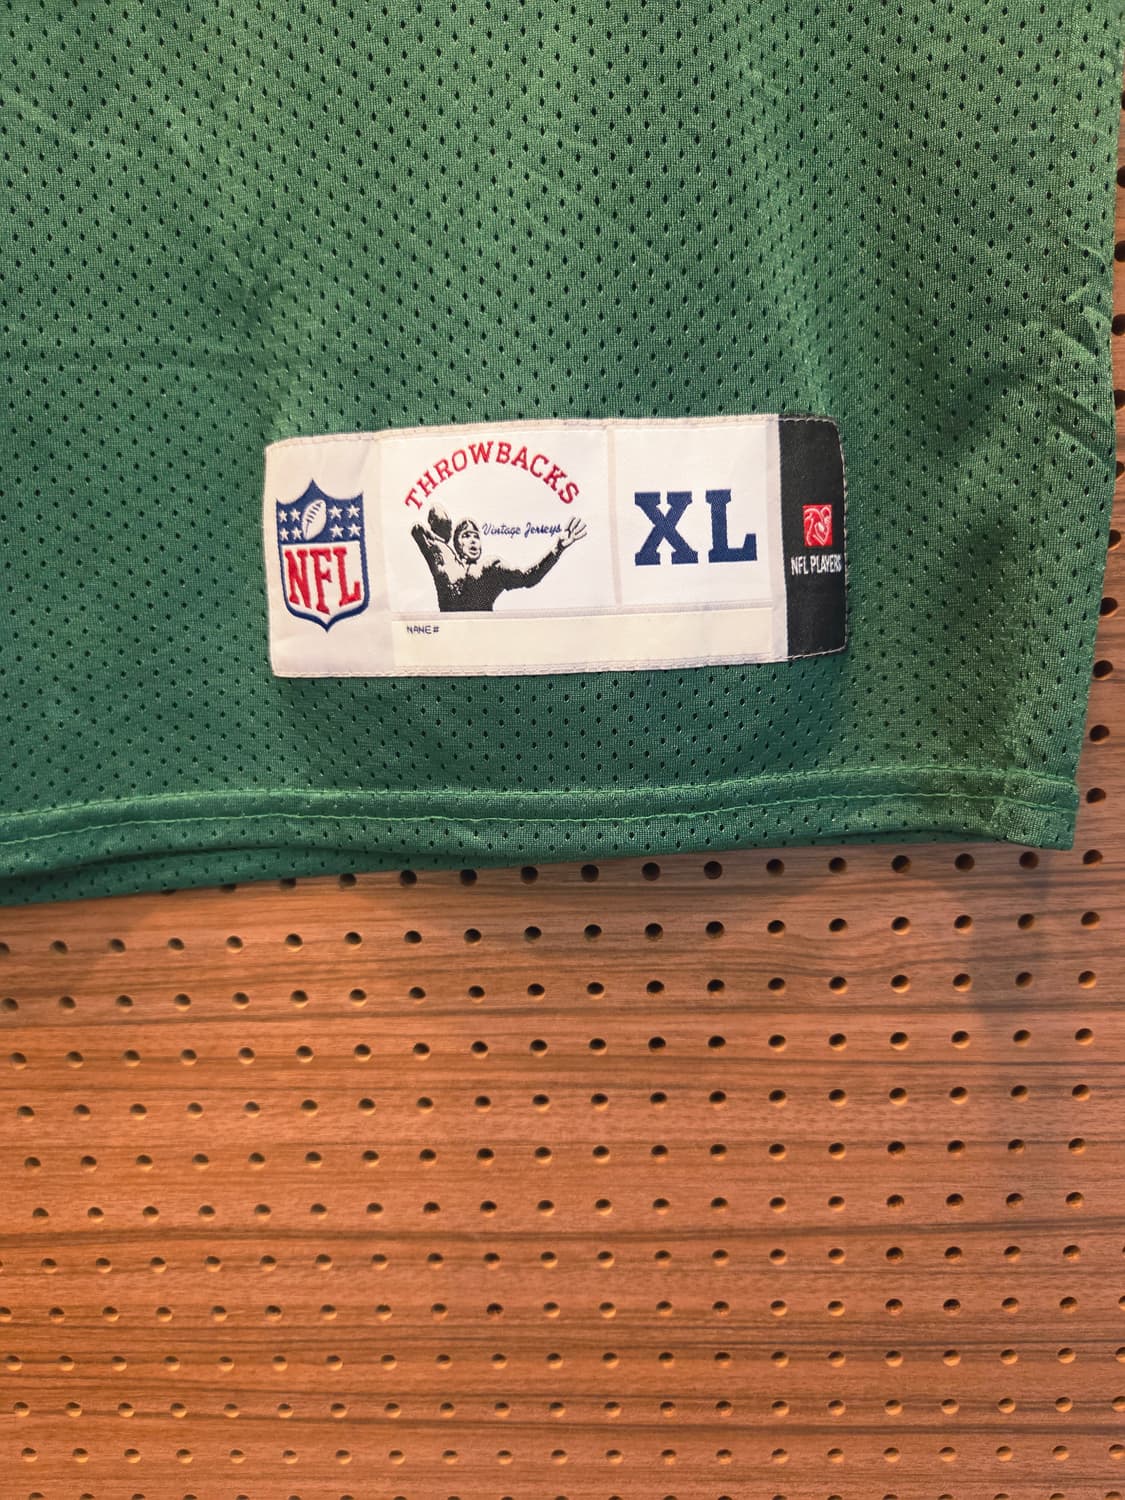 THROWBACKS
Vintage Jerseys
NFL
XL
NFL PLAYERS
NAME#